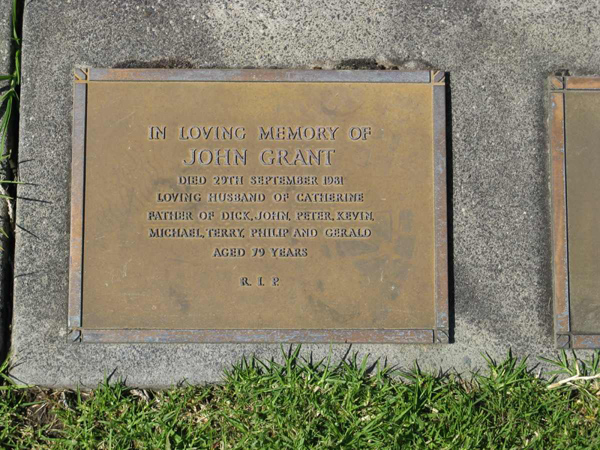 IN LOVING MEMORY OF
JOHN GRANT
DIED 29TH SEPTEMBER 1981
LOVING HUSBAND OF CATHERINE
FATHER OF DICK, JOHN, PETER, KEVIN,
MICHAEL, TERRY, PHILIP AND GERALD
AGED 79 YEARS
R. I. P.